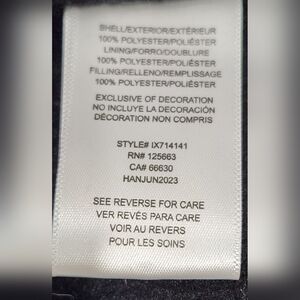 SHELL/EXTERIOR/EXTÉRIEUR
100% POLYESTER/POLIÉSTER
LINING/FORRO/DOUBLURE
100% POLYESTER/POLIÉSTER
FILLING/RELLENO/REMPLISSAGE
100% POLYESTER/POLIÉSTER
EXCLUSIVE OF DECORATION
NO INCLUYE LA DECORACIÓN
DÉCORATION NON COMPRIS
STYLE# IX714141
RN# 125663
CA# 66630
HANJUN2023
SEE REVERSE FOR CARE
VER REVÉS PARA CARE
VOIR AU REVERS
POUR LES SOINS